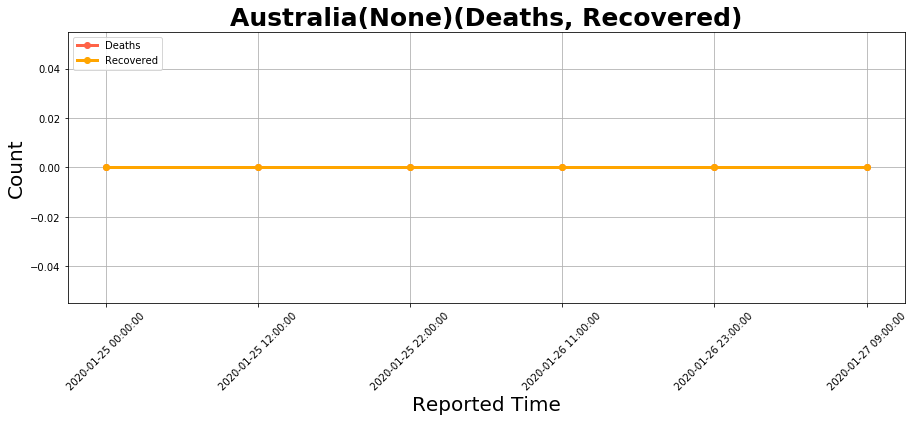 Australia(None)(Deaths, Recovered)
Deaths
Recovered
Count
0.04
0.02
0.00
−0.02
−0.04
2020-01-25 00:00:00
2020-01-25 12:00:00
2020-01-25 22:00:00
2020-01-26 11:00:00
2020-01-26 23:00:00
2020-01-27 09:00:00
Reported Time